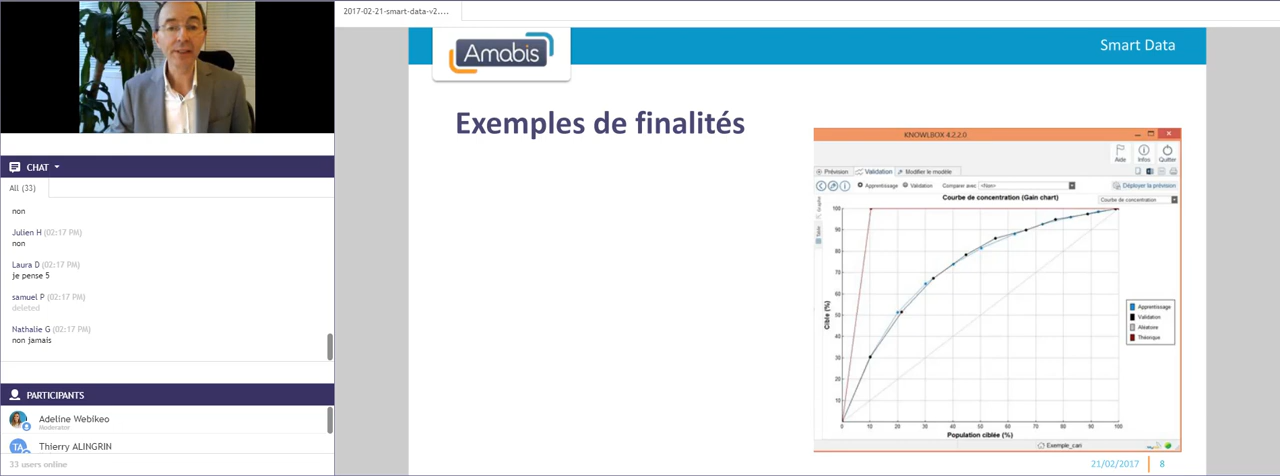 2017-02-21-smart-data-v2....
CHAT
All (33)
non
Julien H (02:17 PM)
non
Laura D (02:17 PM)
je pense 5
samuel P (02:17 PM)
deleted
Nathalie G (02:17 PM)
non jamais
PARTICIPANTS
Adeline Webikeo
Moderator
TA Thierry ALINGRIN
33 users online
Amabis
Smart Data
Exemples de finalités
KNOWLBOX 4.2.2.0
Aide Infos Quitter
Prévision Validation Modifier le modèle
Apprentissage Validation Comparer avec
Déployer la prévision
Courbe de concentration (Gain chart)
Courbe de concentration
Graphe
Table
Cible (%)
100
90
80
70
60
50
40
30
20
10
0 10 20 30 40 50 60 70 80 90 100
Population ciblée (%)
Apprentissage
Validation
Aléatoire
Théorique
Exemple_cari
21/02/2017 8